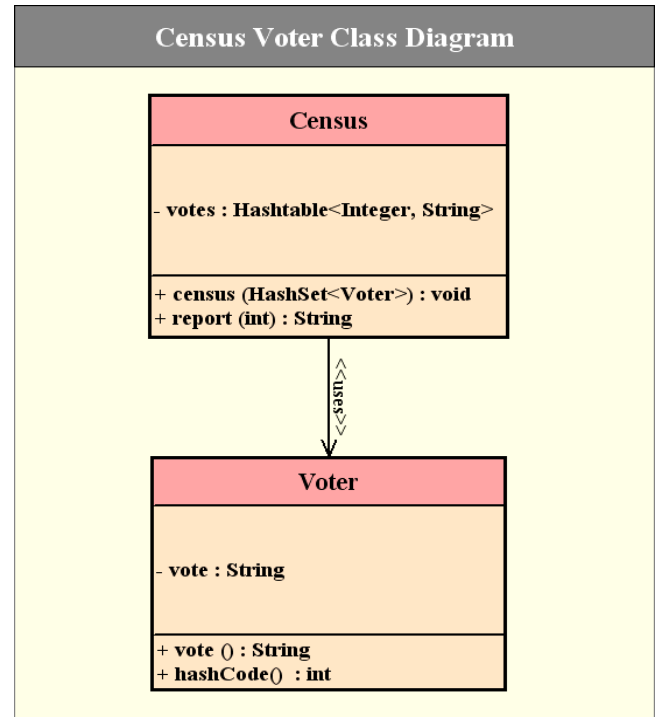 Census Voter Class Diagram
Census
- votes : Hashtable<Integer, String>
+ census (HashSet<Voter>) : void
+ report (int) : String
<<uses>>
Voter
- vote : String
+ vote () : String
+ hashCode() : int